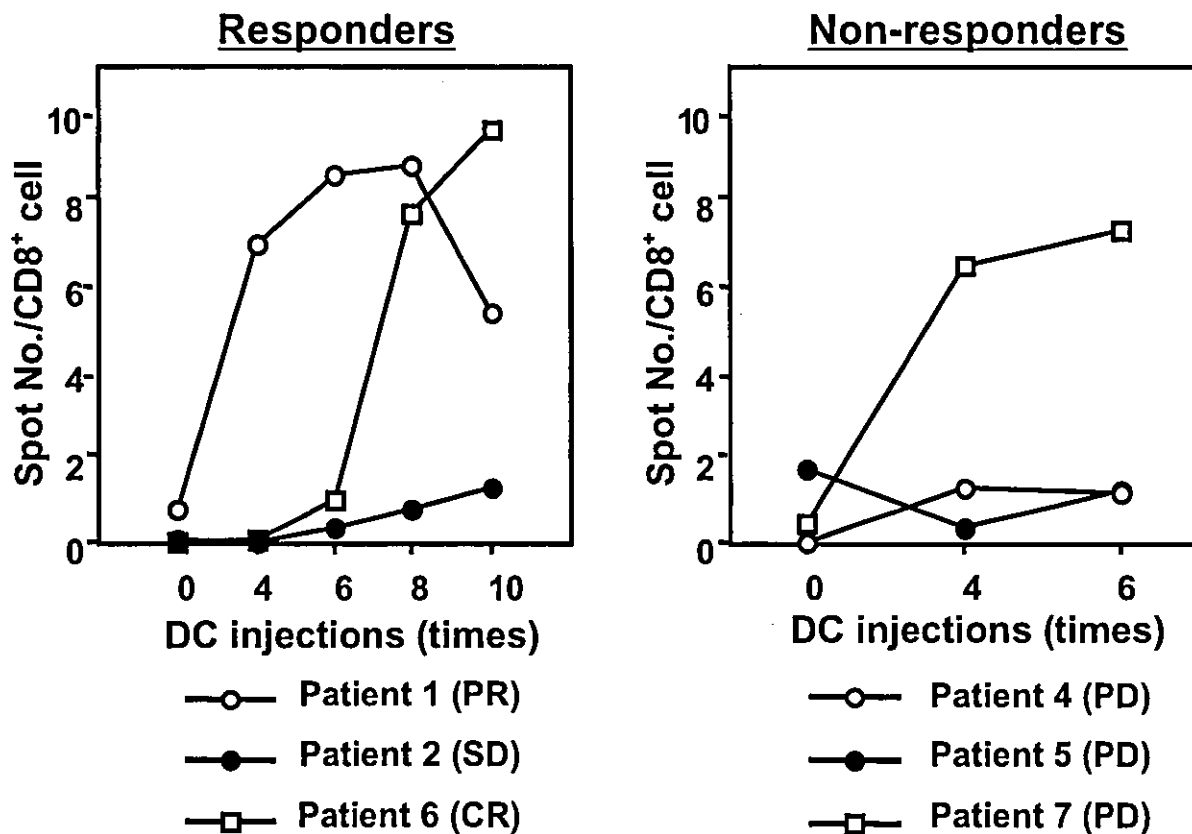 Responders
Spot No./CD8⁺ cell
10
8
6
4
2
0
0 4 6 8 10
DC injections (times)
Patient 1 (PR)
Patient 2 (SD)
Patient 6 (CR)
Non-responders
Spot No./CD8⁺ cell
10
8
6
4
2
0
0 4 6
DC injections (times)
Patient 4 (PD)
Patient 5 (PD)
Patient 7 (PD)